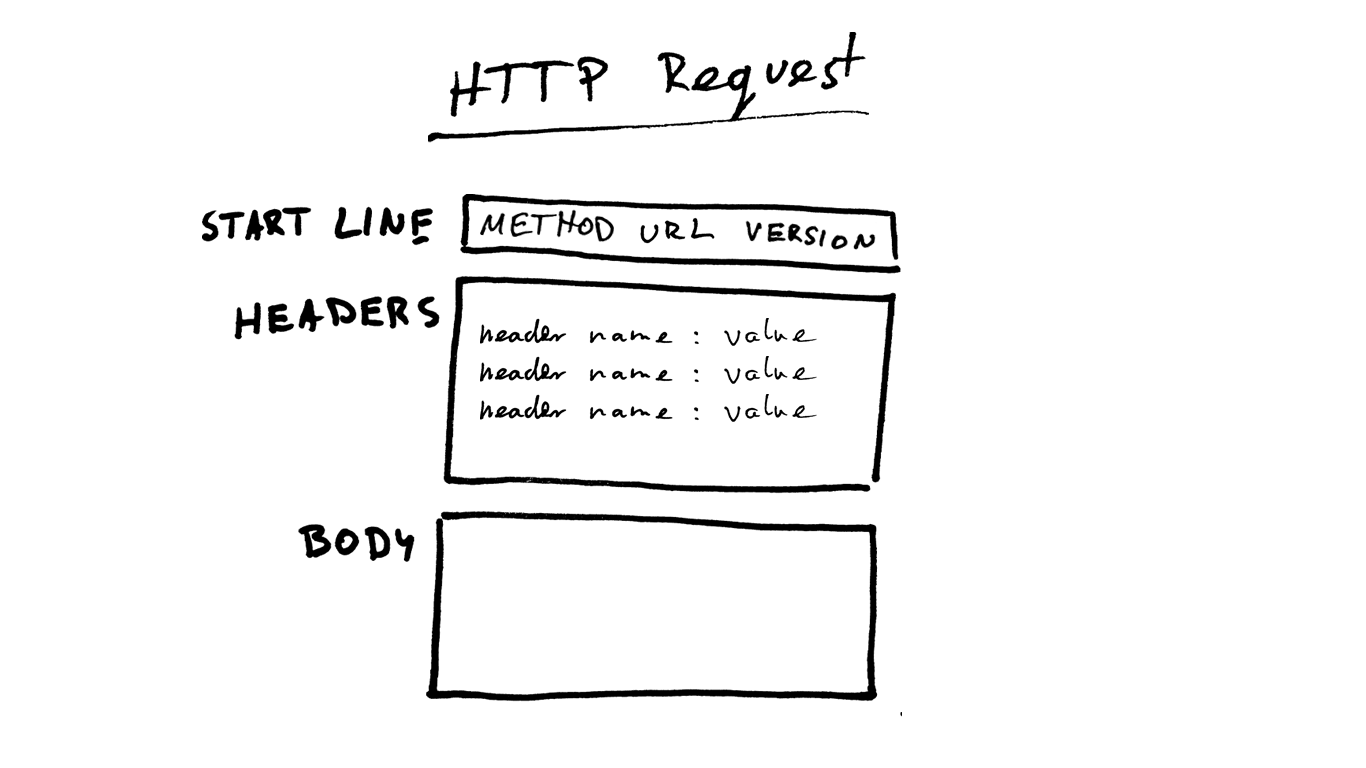 HTTP Request
START LINE
METHOD URL VERSION
HEADERS
header name : value
header name : value
header name : value
BODY